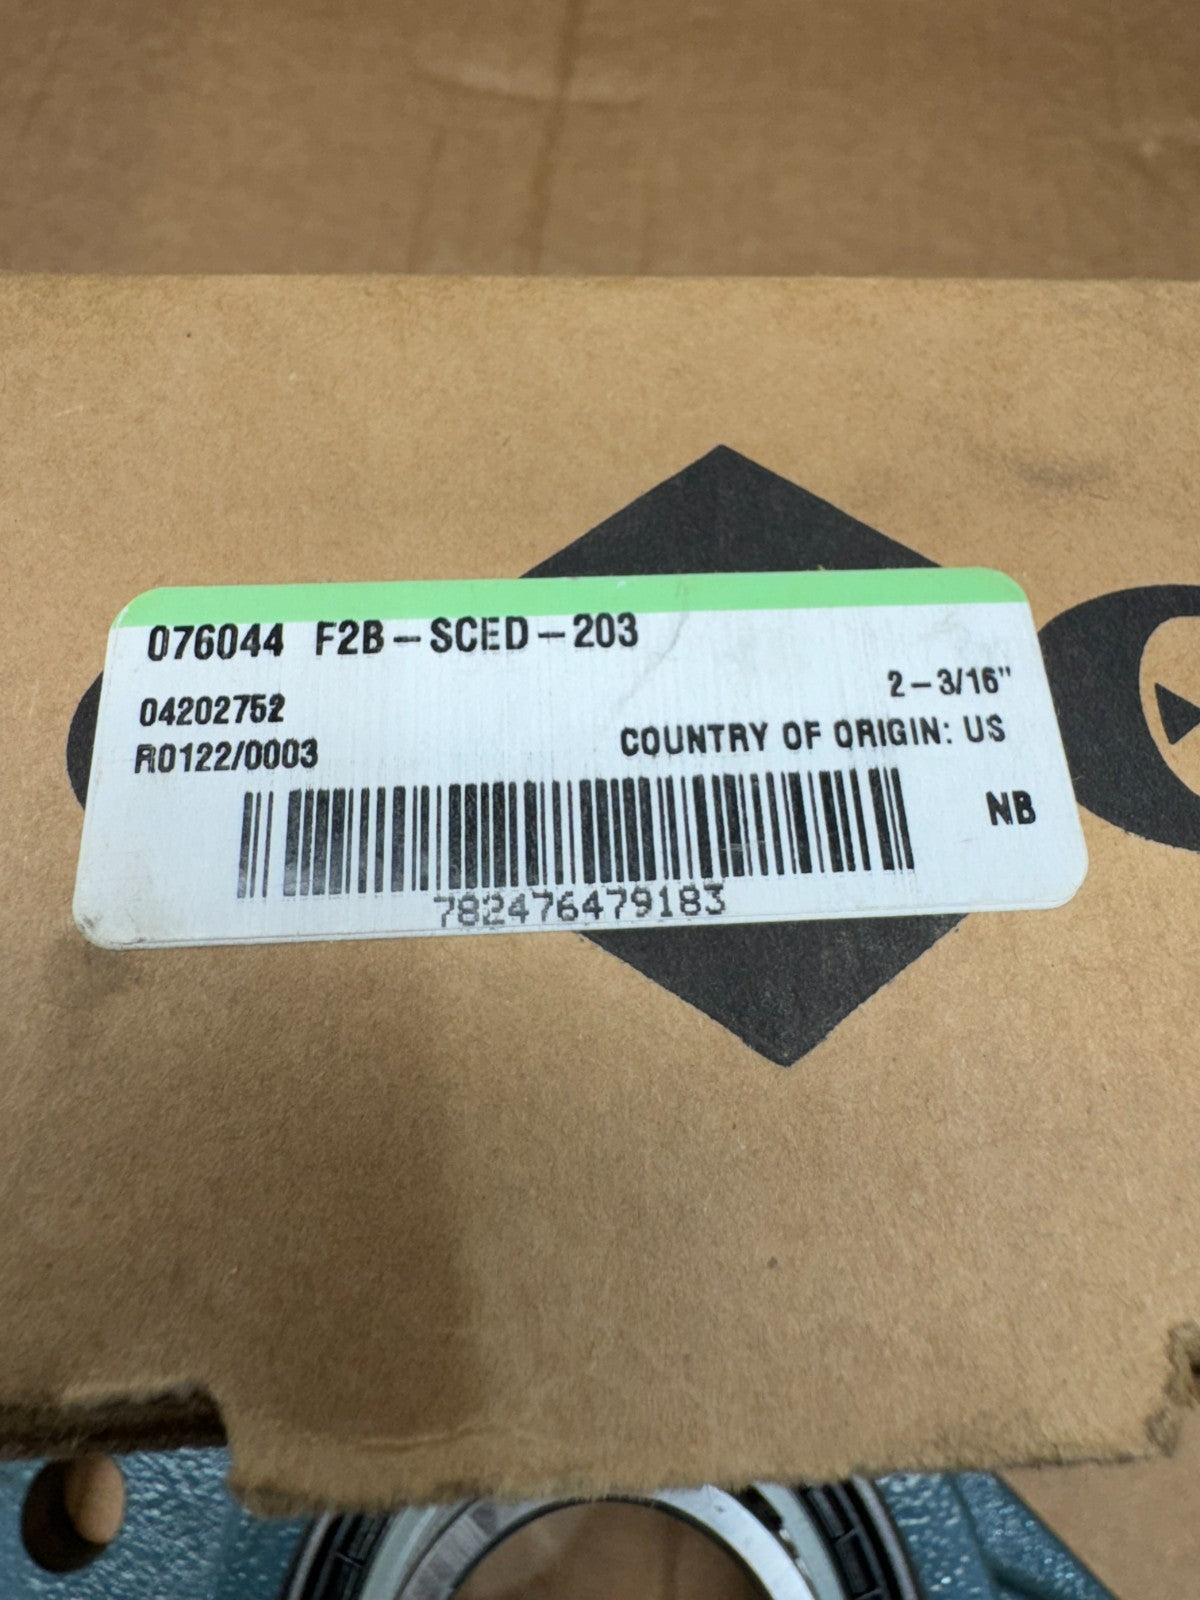 076044 F2B-SCED-203
2-3/16"
04202752
R0122/0003
COUNTRY OF ORIGIN: US
NB
782476479183